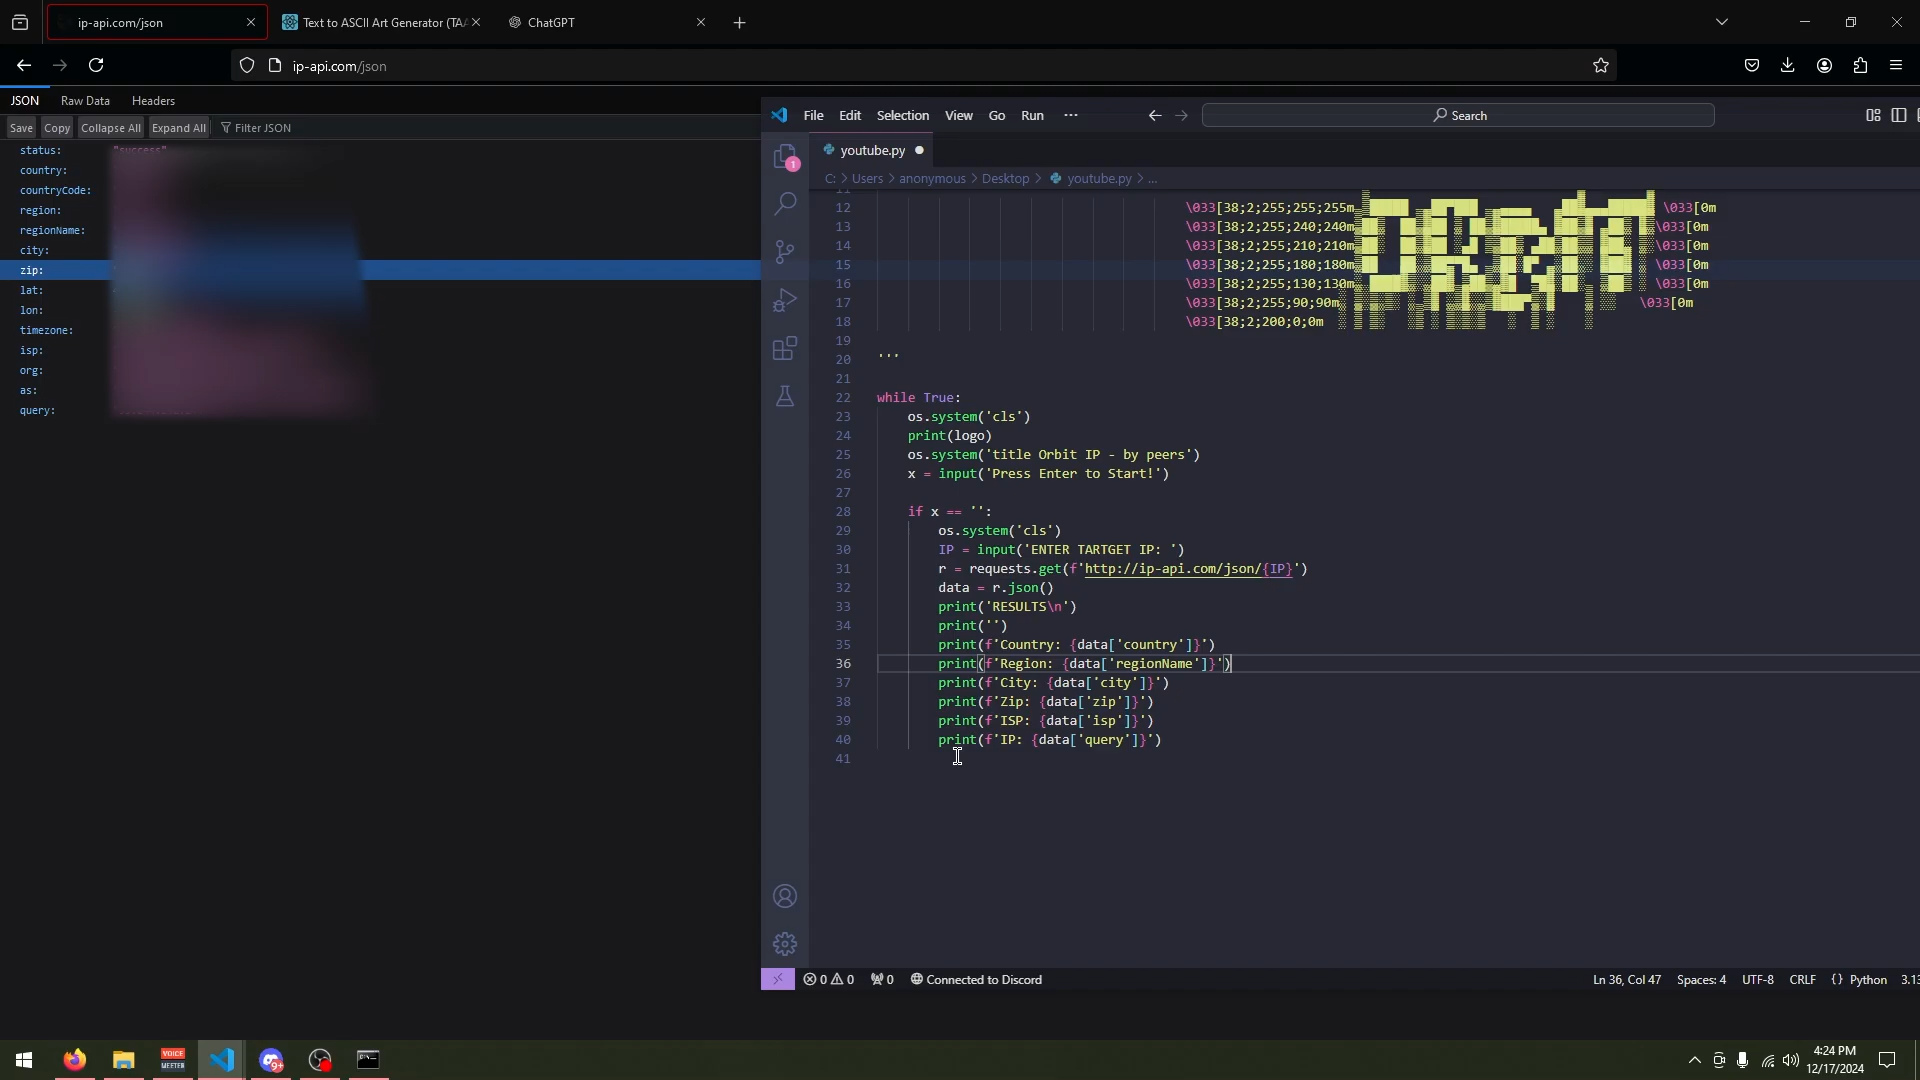 ip-api.com/json
Text to ASCII Art Generator (TAA
ChatGPT
ip-api.com/json
JSON Raw Data Headers
Save Copy Collapse All Expand All Filter JSON
status: "success"
country:
countryCode:
region:
regionName:
city:
zip:
lat:
lon:
timezone:
isp:
org:
as:
query:
File Edit Selection View Go Run ··· Search
1
youtube.py
C: > Users > anonymous > Desktop > youtube.py > ...
11
12 \033[38;2;255;255;255m \033[0m
13 \033[38;2;255;240;240m \033[0m
14 \033[38;2;255;210;210m \033[0m
15 \033[38;2;255;180;180m \033[0m
16 \033[38;2;255;130;130m \033[0m
17 \033[38;2;255;90;90m \033[0m
18 \033[38;2;200;0;0m
19
20 '''
21
22 while True:
23 os.system('cls')
24 print(logo)
25 os.system('title Orbit IP - by peers')
26 x = input('Press Enter to Start!')
27
28 if x == '':
29 os.system('cls')
30 IP = input('ENTER TARTGET IP: ')
31 r = requests.get(f'http://ip-api.com/json/{IP}')
32 data = r.json()
33 print('RESULTS\n')
34 print('')
35 print(f'Country: {data['country']}')
36 print(f'Region: {data['regionName']}')
37 print(f'City: {data['city']}')
38 print(f'Zip: {data['zip']}')
39 print(f'ISP: {data['isp']}')
40 print(f'IP: {data['query']}')
41
0 0 0 Connected to Discord Ln 36, Col 47 Spaces: 4 UTF-8 CRLF {} Python 3.13
VOICE
MEETER
9+
4:24 PM
12/17/2024